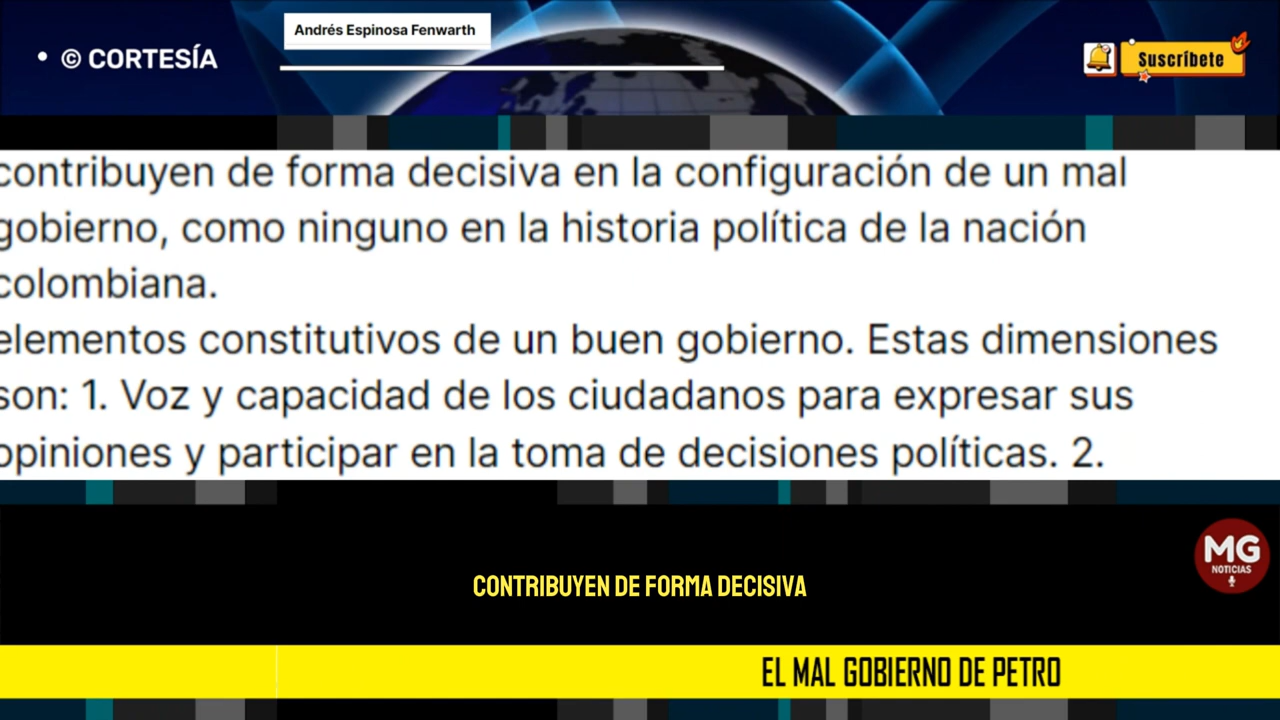 • © CORTESÍA
Andrés Espinosa Fenwarth
Suscríbete
contribuyen de forma decisiva en la configuración de un mal
gobierno, como ninguno en la historia política de la nación
colombiana.
elementos constitutivos de un buen gobierno. Estas dimensiones
son: 1. Voz y capacidad de los ciudadanos para expresar sus
opiniones y participar en la toma de decisiones políticas. 2.
MG
NOTICIAS
CONTRIBUYEN DE FORMA DECISIVA
EL MAL GOBIERNO DE PETRO